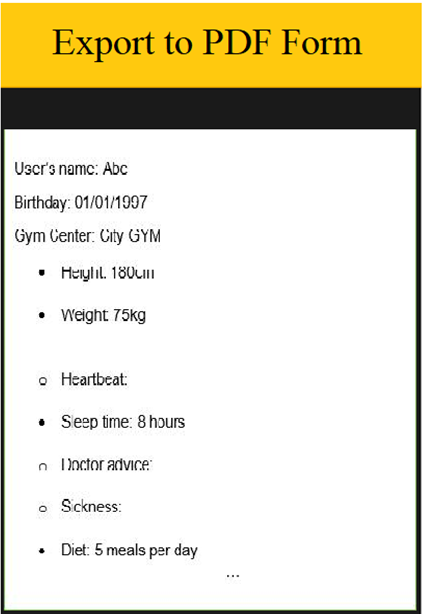 Export to PDF Form
User's name: Abc
Birthday: 01/01/1997
Gym Center: City GYM
• Height: 180cm
• Weight: 75kg
o Heartbeat:
• Sleep time: 8 hours
o Doctor advice:
o Sickness:
• Diet: 5 meals per day
...